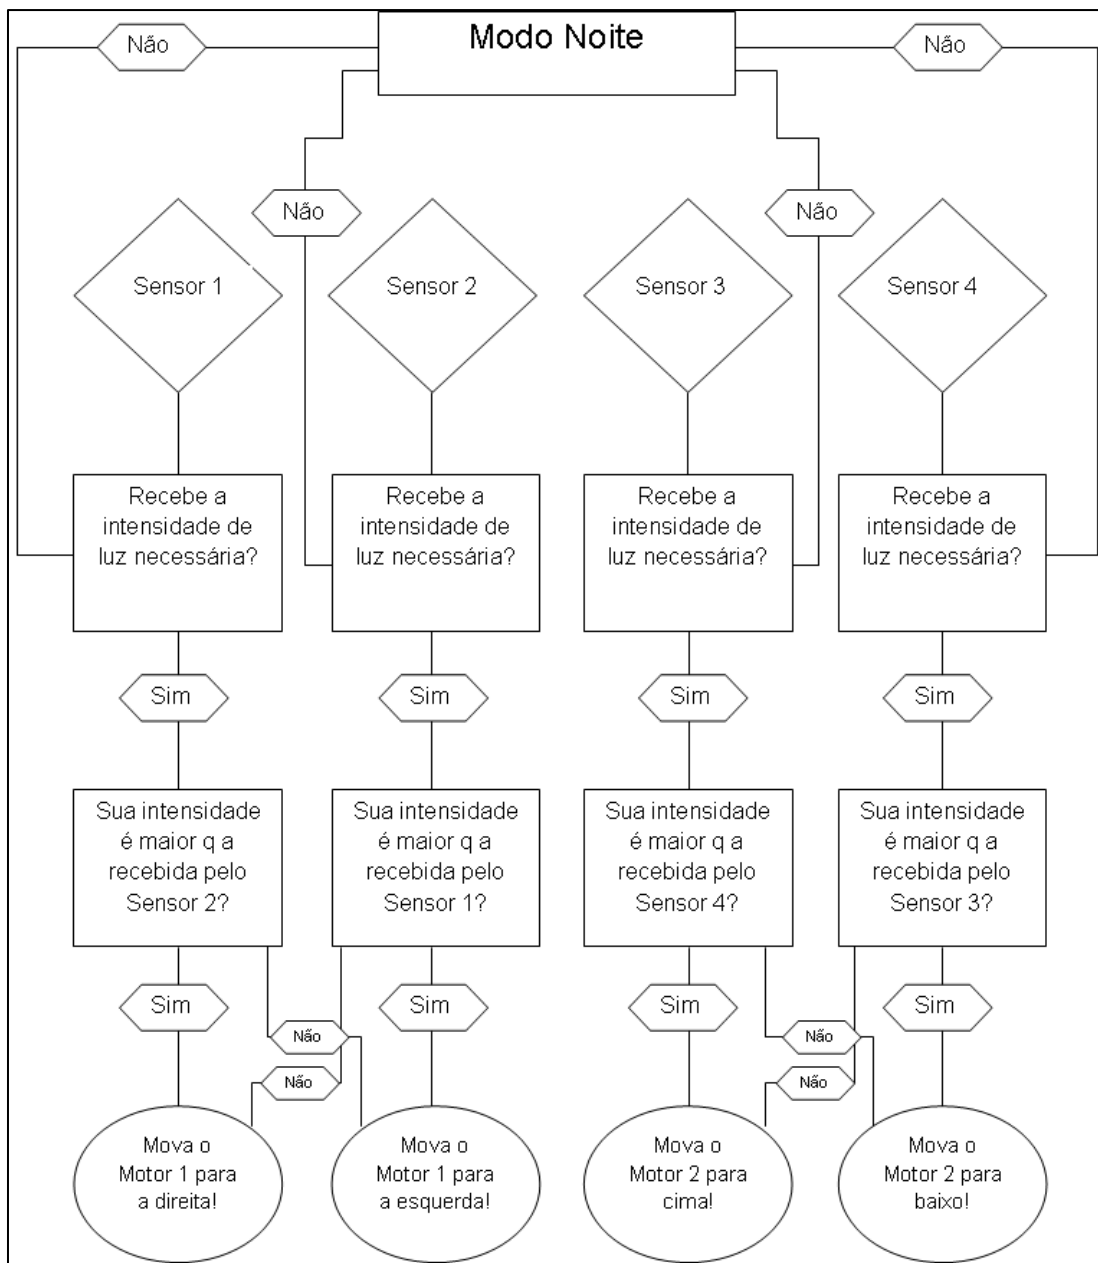 Modo Noite
Não
Não
Não
Não
Sensor 1
Sensor 2
Sensor 3
Sensor 4
Recebe a
intensidade de
luz necessária?
Recebe a
intensidade de
luz necessária?
Recebe a
intensidade de
luz necessária?
Recebe a
intensidade de
luz necessária?
Sim
Sim
Sim
Sim
Sua intensidade
é maior q a
recebida pelo
Sensor 2?
Sua intensidade
é maior q a
recebida pelo
Sensor 1?
Sua intensidade
é maior q a
recebida pelo
Sensor 4?
Sua intensidade
é maior q a
recebida pelo
Sensor 3?
Sim
Sim
Sim
Sim
Não
Não
Não
Não
Mova o
Motor 1 para
a direita!
Mova o
Motor 1 para
a esquerda!
Mova o
Motor 2 para
cima!
Mova o
Motor 2 para
baixo!